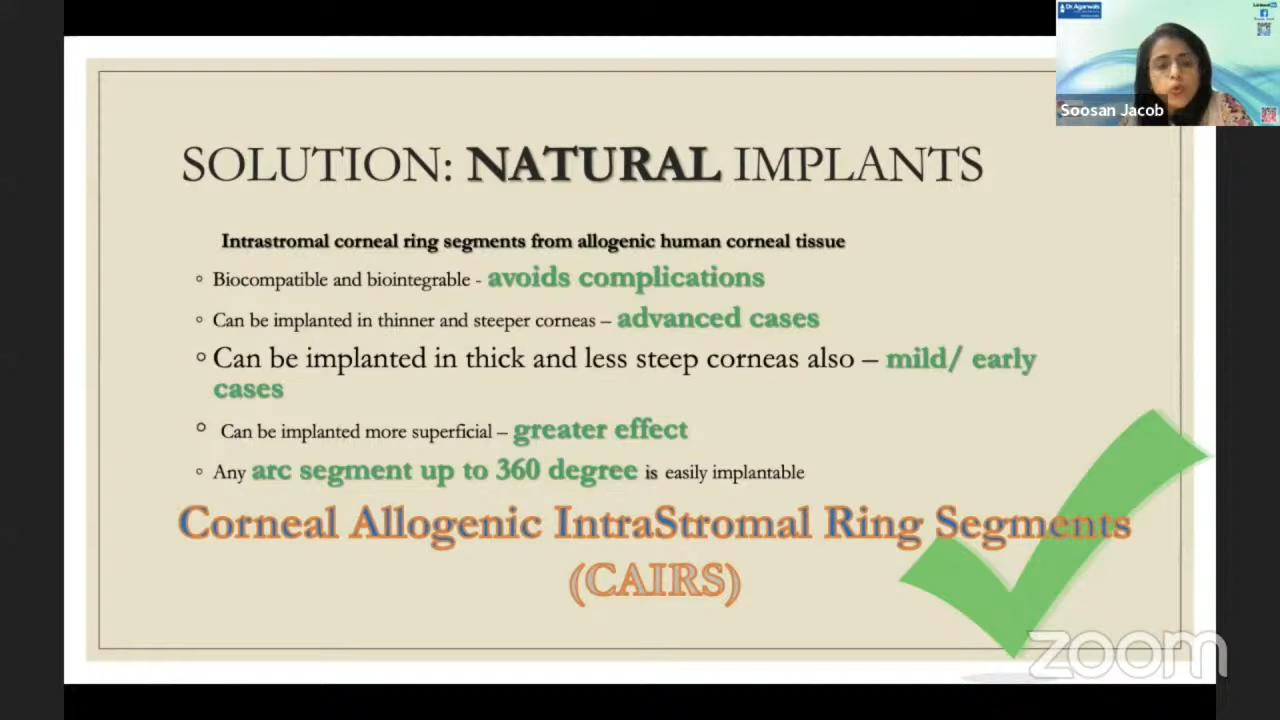 Dr Agarwals
LinkedIn
Soosan Jacob
SOLUTION: NATURAL IMPLANTS
Intrastromal corneal ring segments from allogenic human corneal tissue
◦ Biocompatible and biointegrable - avoids complications
◦ Can be implanted in thinner and steeper corneas – advanced cases
◦ Can be implanted in thick and less steep corneas also – mild/ early
cases
◦ Can be implanted more superficial – greater effect
◦ Any arc segment up to 360 degree is easily implantable
Corneal Allogenic IntraStromal Ring Segments
(CAIRS)
zoom